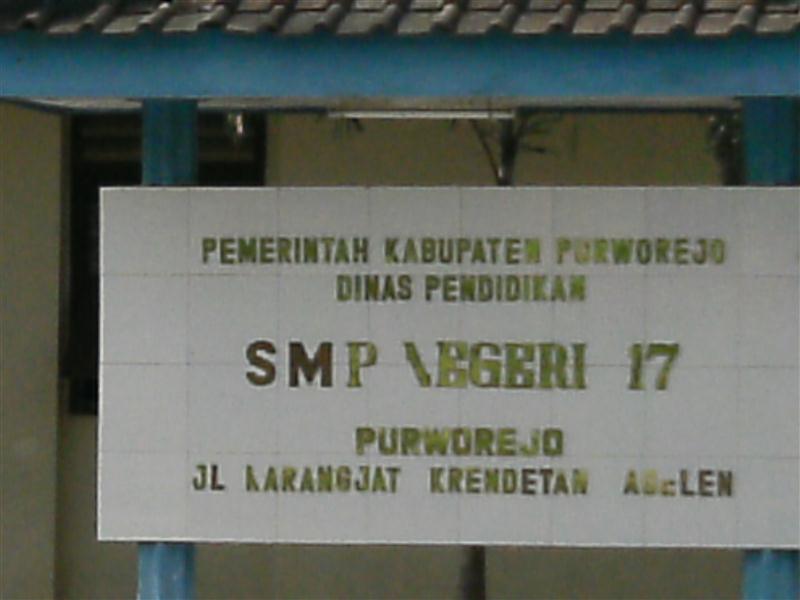 PEMERINTAH KABUPATEN PURWOREJO
DINAS PENDIDIKAN
SMP NEGERI 17
PURWOREJO
JL KARANGJAT KRENDETAN